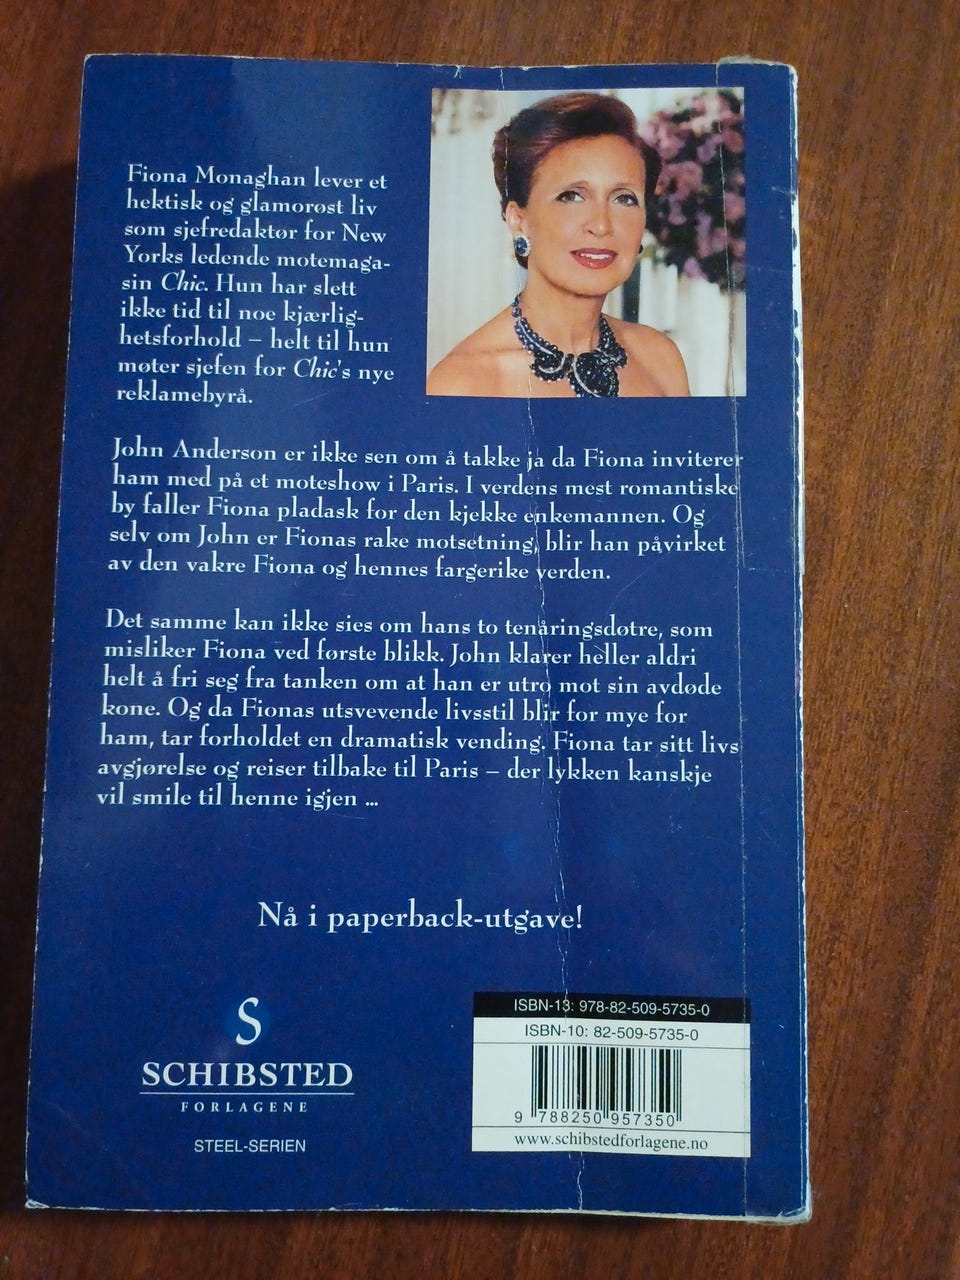 Fiona Monaghan lever et
hektisk og glamorøst liv
som sjefredaktør for New
Yorks ledende motemaga-
sin Chic. Hun har slett
ikke tid til noe kjærlig-
hetsforhold – helt til hun
møter sjefen for Chic's nye
reklamebyrå.
John Anderson er ikke sen om å takke ja da Fiona inviterer
ham med på et moteshow i Paris. I verdens mest romantiske
by faller Fiona pladask for den kjekke enkemannen. Og
selv om John er Fionas rake motsetning, blir han påvirket
av den vakre Fiona og hennes fargerike verden.
Det samme kan ikke sies om hans to tenåringsdøtre, som
misliker Fiona ved første blikk. John klarer heller aldri
helt å fri seg fra tanken om at han er utro mot sin avdøde
kone. Og da Fionas utsvevende livsstil blir for mye for
ham, tar forholdet en dramatisk vending. Fiona tar sitt livs
avgjørelse og reiser tilbake til Paris – der lykken kanskje
vil smile til henne igjen ...
Nå i paperback-utgave!
S
SCHIBSTED
FORLAGENE
STEEL-SERIEN
ISBN-13: 978-82-509-5735-0
ISBN-10: 82-509-5735-0
9 788250 957350
www.schibstedforlagene.no